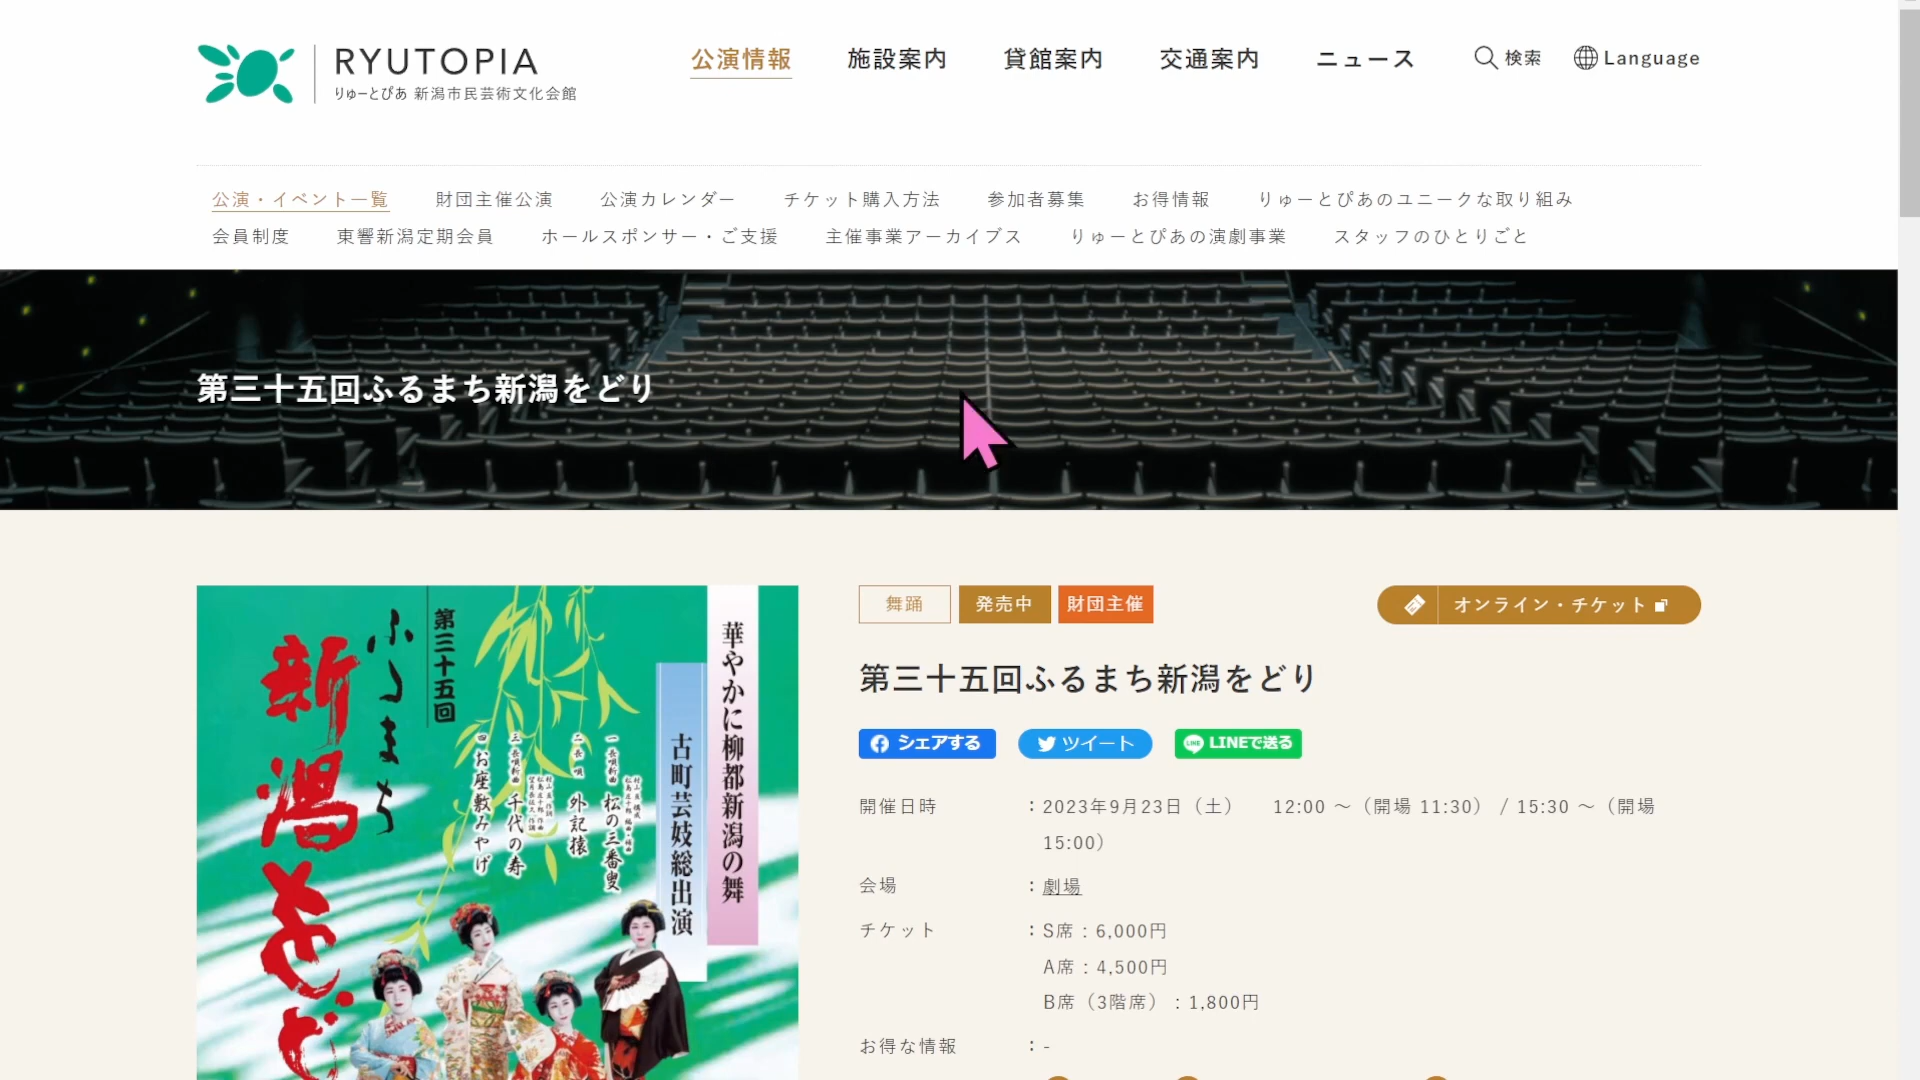 RYUTOPIA
りゅーとぴあ 新潟市民芸術文化会館
公演情報
施設案内
貸館案内
交通案内
ニュース
検索
Language
公演・イベント一覧
財団主催公演
公演カレンダー
チケット購入方法
参加者募集
お得情報
りゅーとぴあのユニークな取り組み
会員制度
東響新潟定期会員
ホールスポンサー・ご支援
主催事業アーカイブス
りゅーとぴあの演劇事業
スタッフのひとりごと
第三十五回ふるまち新潟をどり
華やかに柳都新潟の舞
古町芸妓総出演
第三十五回
ふるまち
新潟をど
一 長唄新曲 松の三番叟
二 長唄 外記猿
三 長唄新曲 千代の寿
四 お座敷みやげ
舞踊
発売中
財団主催
オンライン・チケット
第三十五回ふるまち新潟をどり
シェアする
ツイート
LINE
LINEで送る
開催日時
：2023年9月23日（土） 12:00 ～（開場 11:30） / 15:30 ～（開場
15:00）
会場
：劇場
チケット
：S席：6,000円
A席：4,500円
B席（3階席）：1,800円
お得な情報
：-